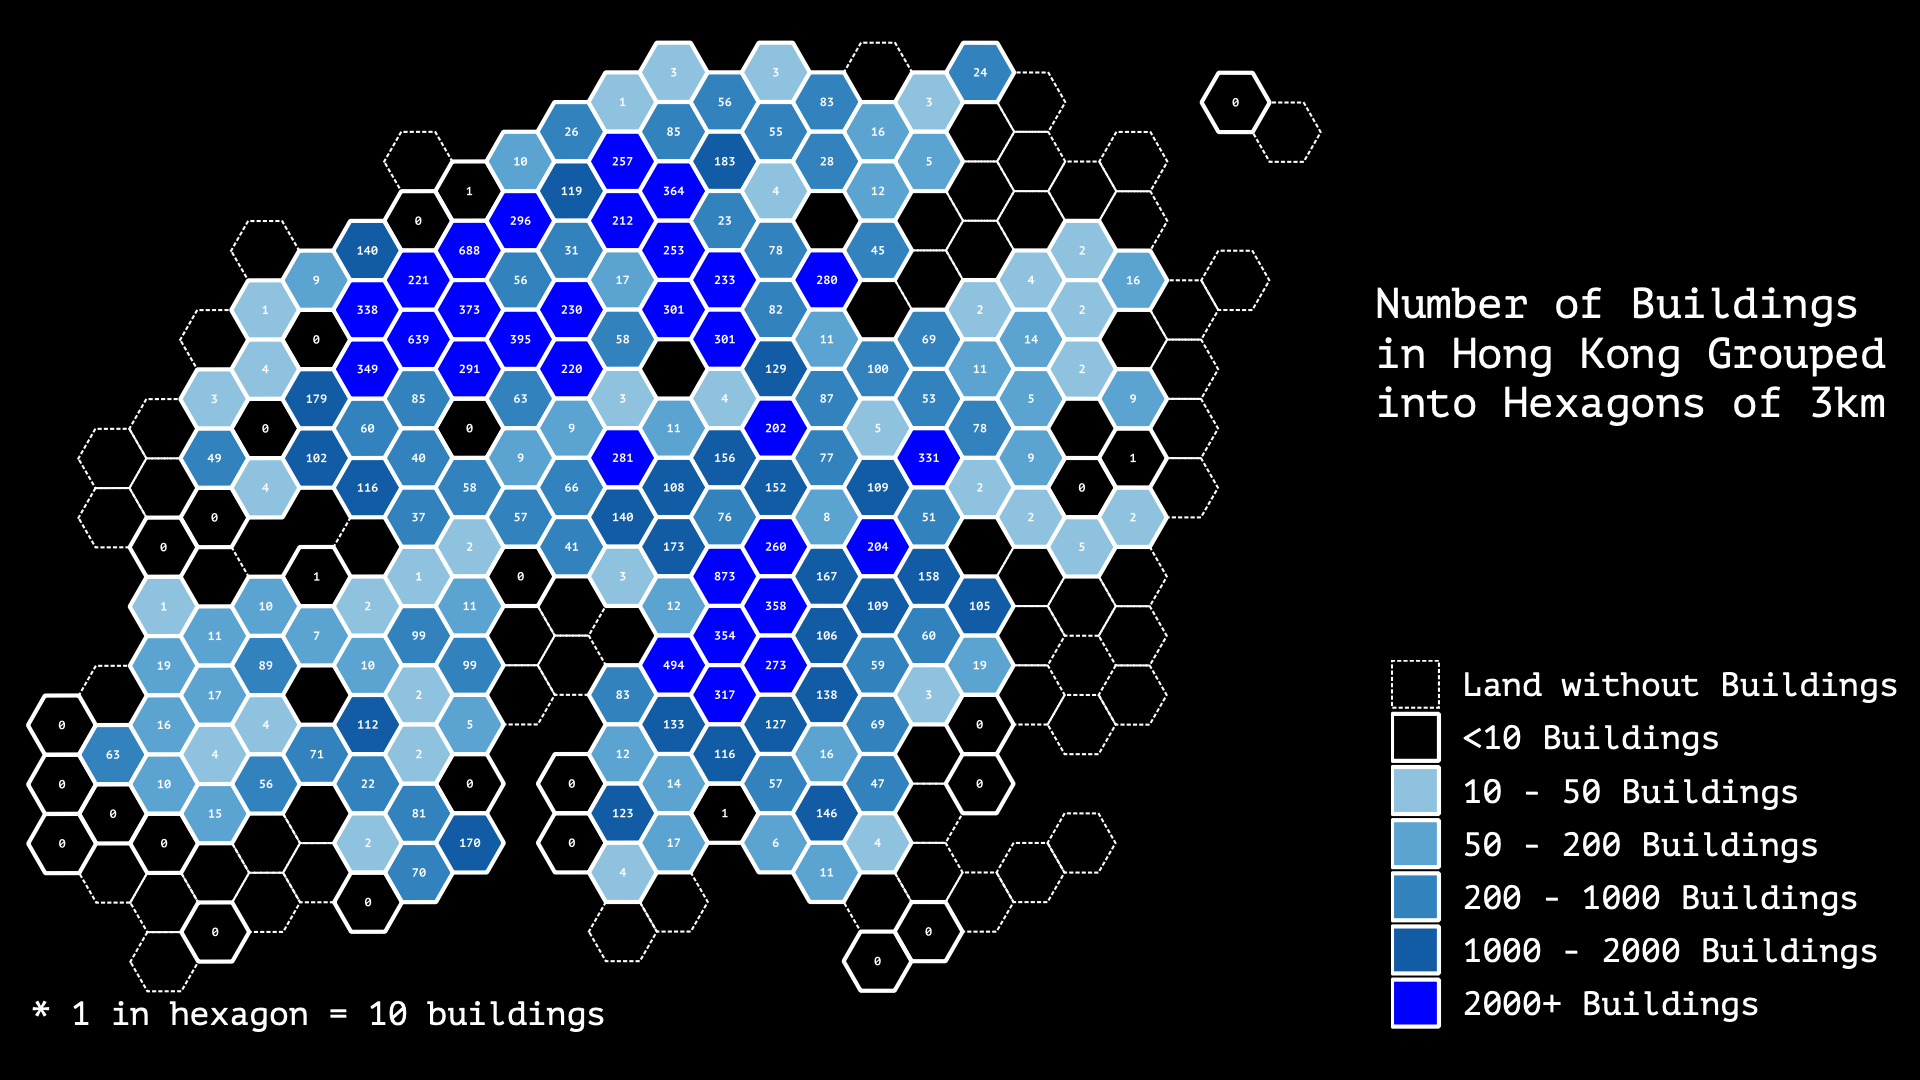 3 3 24
1 56 83 3 0
26 85 55 16
10 257 183 28 5
1 119 364 4 12
0 296 212 23
140 688 31 253 78 45 2
9 221 56 17 233 280 4 16
1 338 373 230 301 82 2 2
0 639 395 58 301 11 69 14
4 349 291 220 129 100 11 2
3 179 85 63 3 4 87 53 5 9
0 60 0 9 11 202 5 78
49 102 40 9 281 156 77 331 9 1
4 116 58 66 108 152 109 2 0
0 37 57 140 76 8 51 2 2
0 2 41 173 260 204 5
1 1 0 3 873 167 158
1 10 2 11 12 358 109 105
11 7 99 354 106 60
19 89 10 99 494 273 59 19
17 2 83 317 138 3
0 16 4 112 5 133 127 69 0
63 4 71 2 12 116 16
0 10 56 22 0 0 14 57 47 0
0 15 81 123 1 146
0 0 2 170 0 17 6 4
70 4 11
0
0 0
0
Number of Buildings
in Hong Kong Grouped
into Hexagons of 3km
Land without Buildings
<10 Buildings
10 - 50 Buildings
50 - 200 Buildings
200 - 1000 Buildings
1000 - 2000 Buildings
2000+ Buildings
* 1 in hexagon = 10 buildings